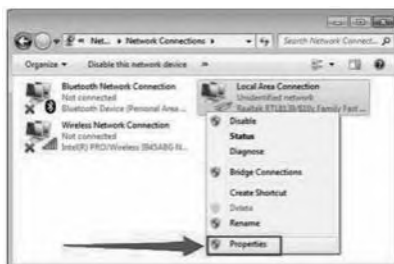 Net... ▸ Network Connections ▸
Search Network Connect...
Organize ▾ Disable this network device »
Bluetooth Network Connection
Not connected
Bluetooth Device (Personal Area ...
Local Area Connection
Unidentified network
Realtek RTL8139/810x Family Fast ...
Wireless Network Connection
Not connected
Intel(R) PRO/Wireless 3945ABG N...
Disable
Status
Diagnose
Bridge Connections
Create Shortcut
Delete
Rename
Properties